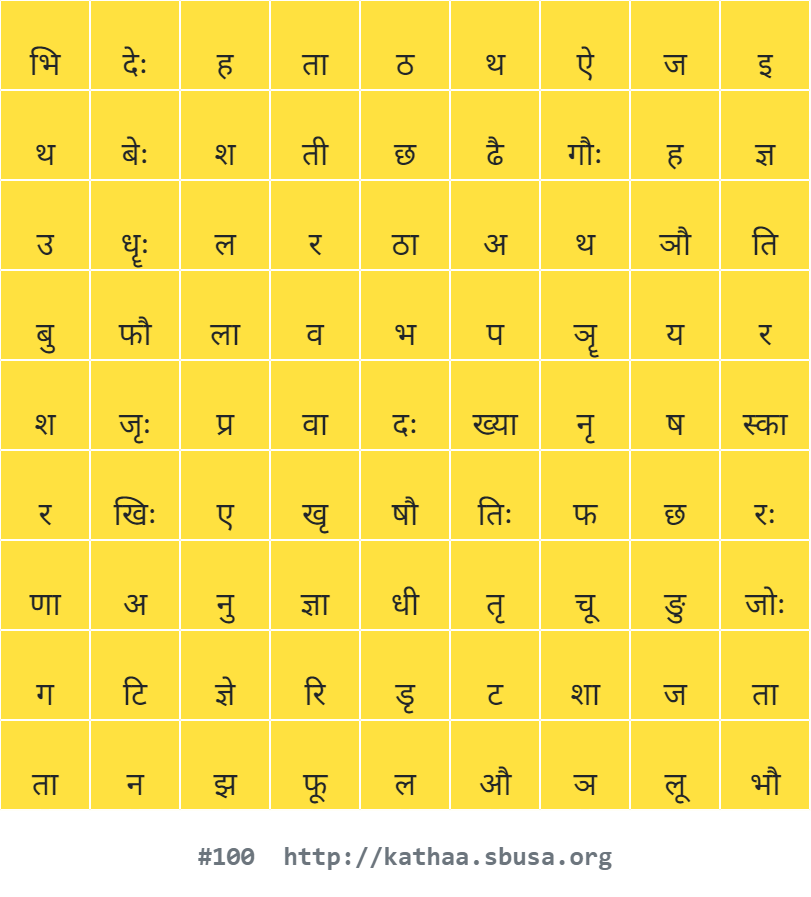 भि देः ह ता ठ थ ऐ ज इ
थ बेः श ती छ ढै गौः ह ज्ञ
उ धॄः ल र ठा अ थ ञौ ति
बु फौ ला व भ प ञॄ य र
श जृः प्र वा दः ख्या नृ ष स्का
र खिः ए खृ षौ तिः फ छ रः
णा अ नु ज्ञा धी तृ चू ङु जोः
ग टि ज्ञे रि डृ ट शा ज ता
ता न झ फू ल औ ञ लू भौ
#100 http://kathaa.sbusa.org